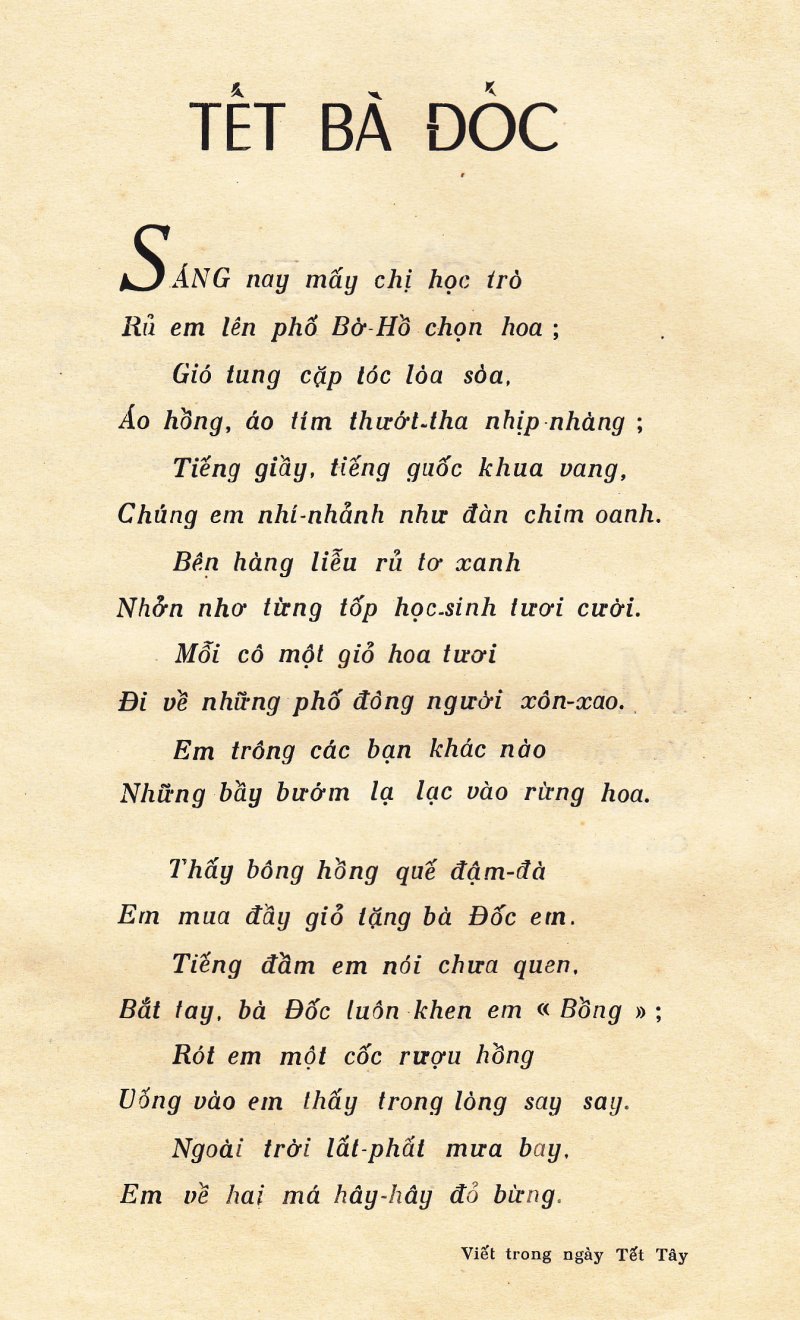 TẾT BÀ ĐỐC
SÁNG nay mấy chị học trò
Rủ em lên phố Bờ-Hồ chọn hoa ;
Gió tung cặp tóc lòa sòa,
Áo hồng, áo tím thướt-tha nhịp-nhàng ;
Tiếng giầy, tiếng guốc khua vang,
Chúng em nhí-nhảnh như đàn chim oanh.
Bên hàng liễu rủ tơ xanh
Nhởn nhơ từng tốp học-sinh tươi cười.
Mỗi cô một giỏ hoa tươi
Đi về những phố đông người xôn-xao.
Em trông các bạn khác nào
Những bầy bướm lạ lạc vào rừng hoa.
Thấy bông hồng quế đậm-đà
Em mua đầy giỏ tặng bà Đốc em.
Tiếng đầm em nói chưa quen,
Bắt tay, bà Đốc luôn khen em « Bồng » ;
Rót em một cốc rượu hồng
Uống vào em thấy trong lòng say say.
Ngoài trời lất-phất mưa bay,
Em về hai má hây-hây đỏ bừng.
Viết trong ngày Tết Tây